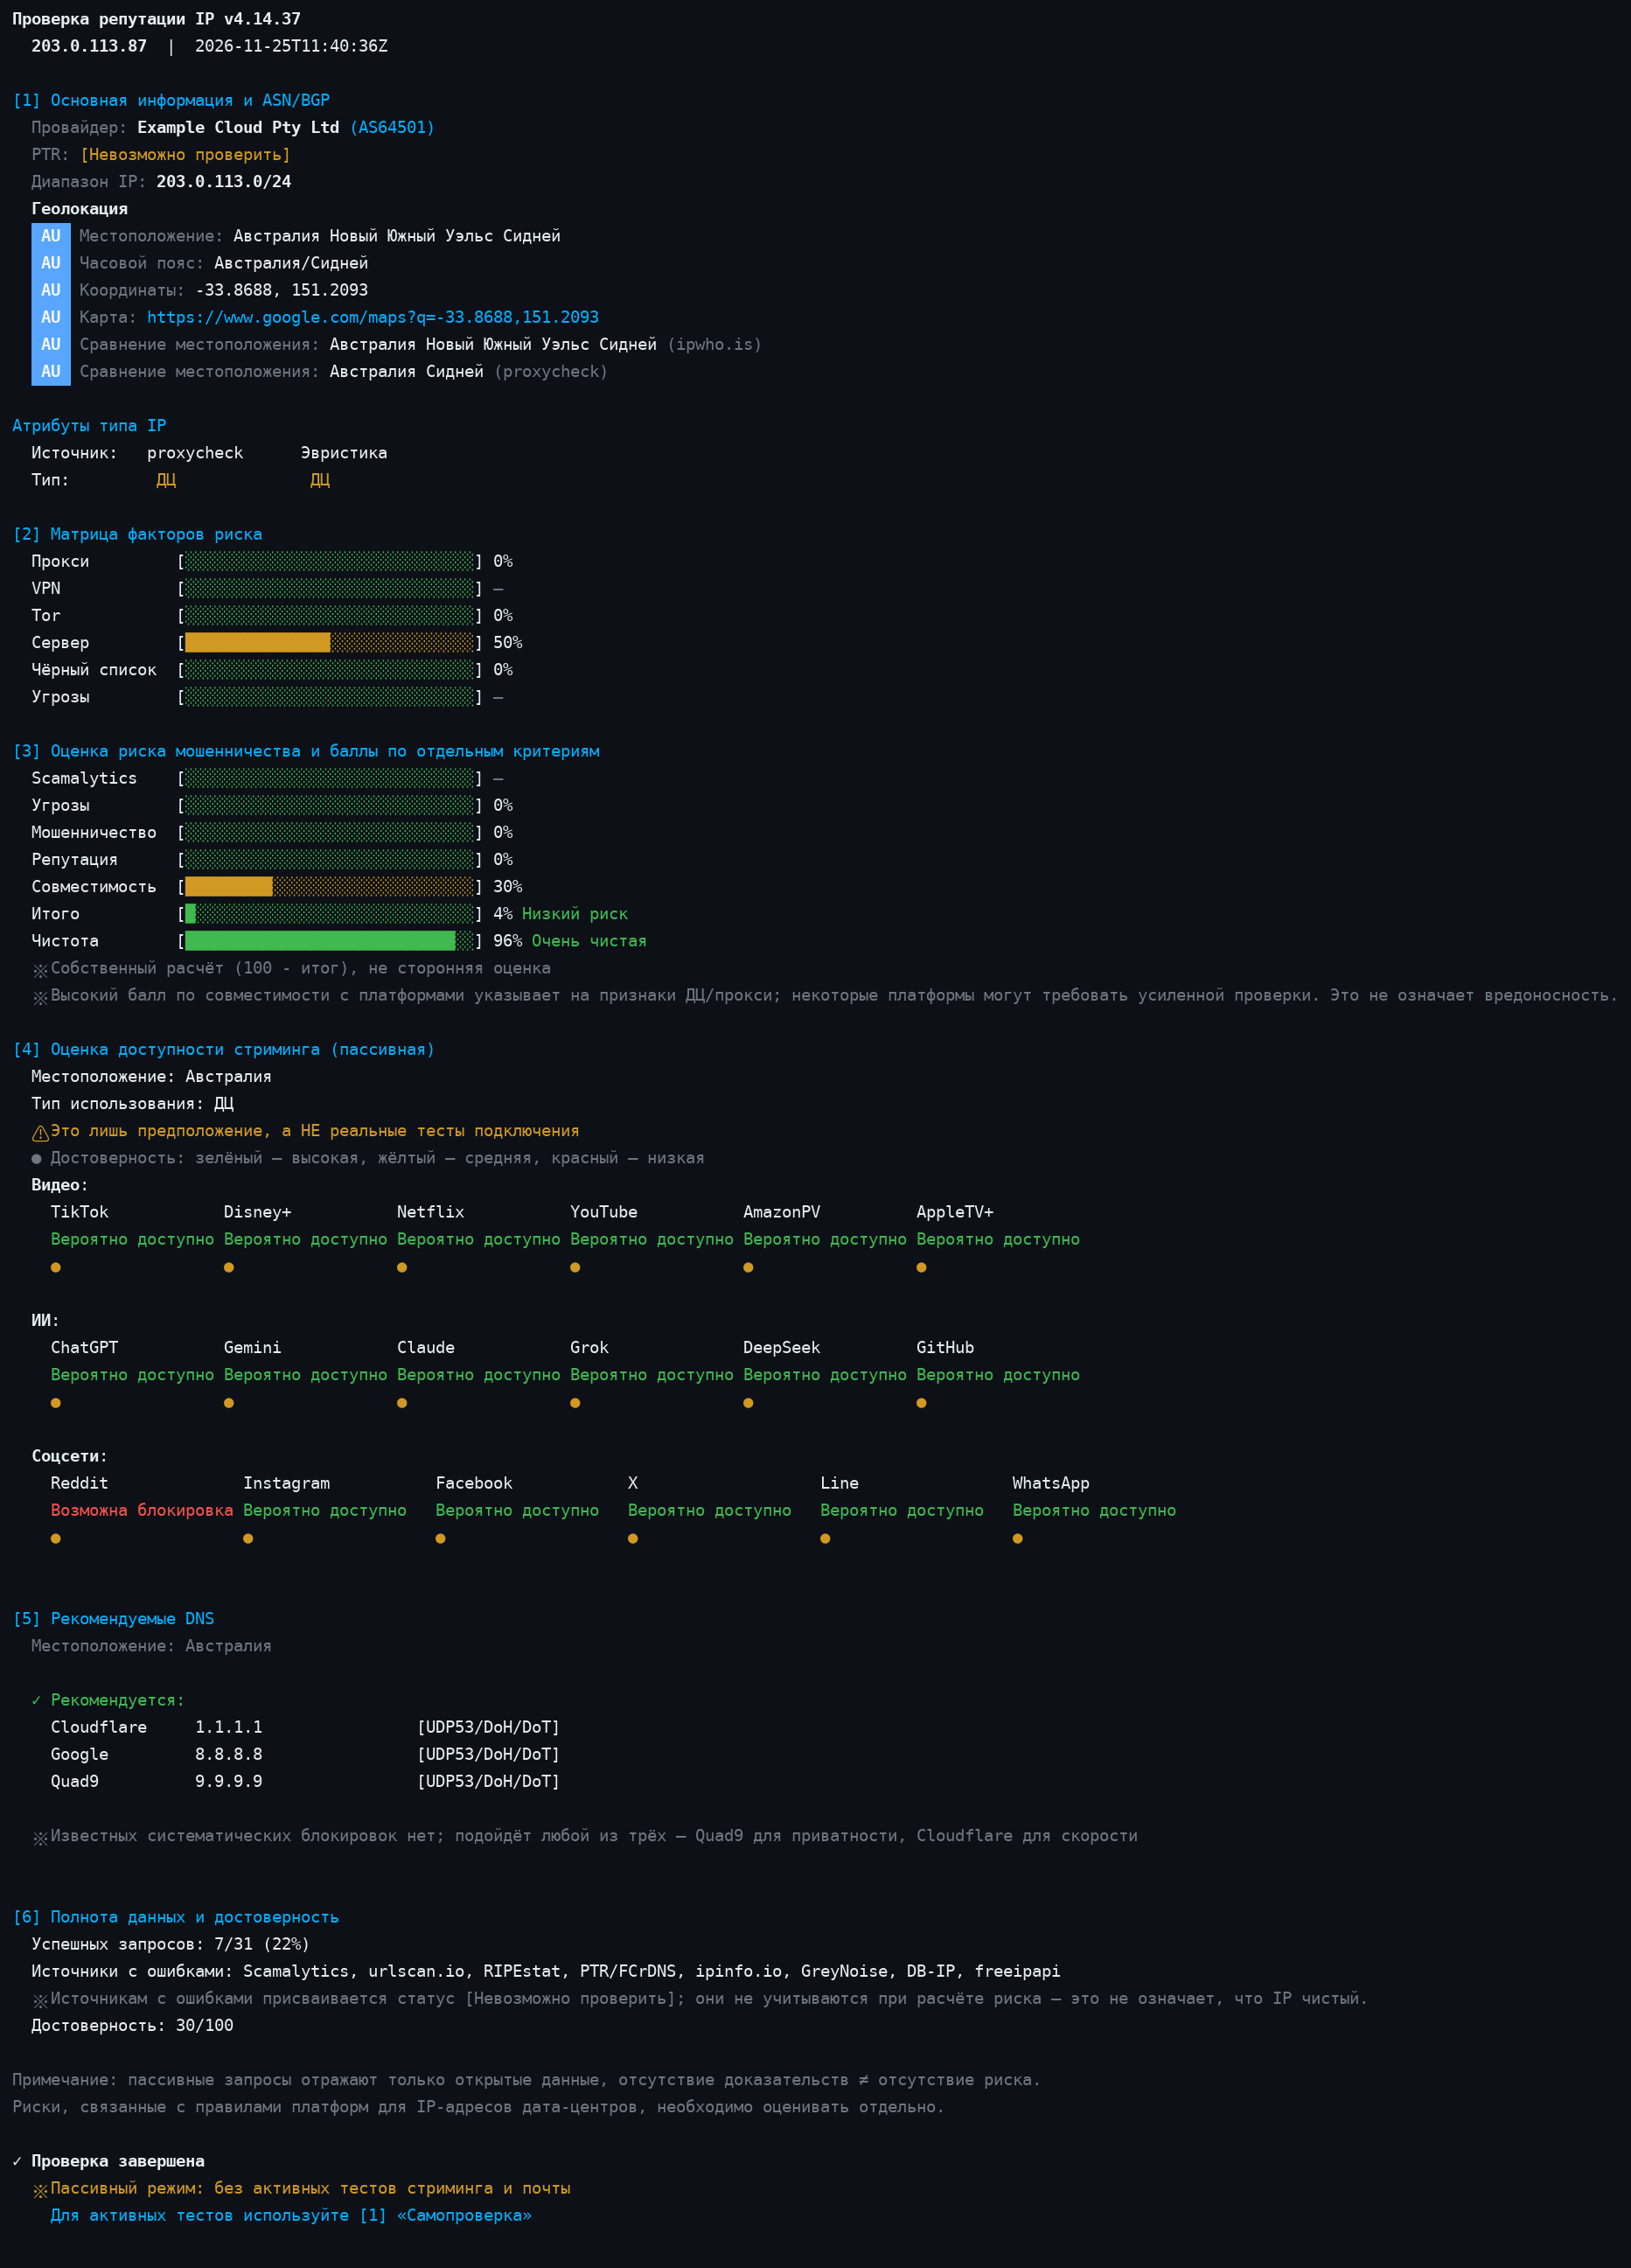 Проверка репутации IP v4.14.37
203.0.113.87 | 2026-11-25T11:40:36Z
[1] Основная информация и ASN/BGP
Провайдер: Example Cloud Pty Ltd (AS64501)
PTR: [Невозможно проверить]
Диапазон IP: 203.0.113.0/24
Геолокация
AU Местоположение: Австралия Новый Южный Уэльс Сидней
AU Часовой пояс: Австралия/Сидней
AU Координаты: -33.8688, 151.2093
AU Карта: https://www.google.com/maps?q=-33.8688,151.2093
AU Сравнение местоположения: Австралия Новый Южный Уэльс Сидней (ipwho.is)
AU Сравнение местоположения: Австралия Сидней (proxycheck)
Атрибуты типа IP
Источник: proxycheck Эвристика
Тип: ДЦ ДЦ
[2] Матрица факторов риска
Прокси [░░░░░░░░░░░░░░░░░░░░░░░░░░░░░░] 0%
VPN [░░░░░░░░░░░░░░░░░░░░░░░░░░░░░░] —
Tor [░░░░░░░░░░░░░░░░░░░░░░░░░░░░░░] 0%
Сервер [███████████████░░░░░░░░░░░░░░░] 50%
Чёрный список [░░░░░░░░░░░░░░░░░░░░░░░░░░░░░░] 0%
Угрозы [░░░░░░░░░░░░░░░░░░░░░░░░░░░░░░] —
[3] Оценка риска мошенничества и баллы по отдельным критериям
Scamalytics [░░░░░░░░░░░░░░░░░░░░░░░░░░░░░░] —
Угрозы [░░░░░░░░░░░░░░░░░░░░░░░░░░░░░░] 0%
Мошенничество [░░░░░░░░░░░░░░░░░░░░░░░░░░░░░░] 0%
Репутация [░░░░░░░░░░░░░░░░░░░░░░░░░░░░░░] 0%
Совместимость [█████████░░░░░░░░░░░░░░░░░░░░░] 30%
Итого [█░░░░░░░░░░░░░░░░░░░░░░░░░░░░░] 4% Низкий риск
Чистота [████████████████████████████░░] 96% Очень чистая
※Собственный расчёт (100 - итог), не сторонняя оценка
※Высокий балл по совместимости с платформами указывает на признаки ДЦ/прокси; некоторые платформы могут требовать усиленной проверки. Это не означает вредоносность.
[4] Оценка доступности стриминга (пассивная)
Местоположение: Австралия
Тип использования: ДЦ
⚠Это лишь предположение, а НЕ реальные тесты подключения
● Достоверность: зелёный — высокая, жёлтый — средняя, красный — низкая
Видео:
TikTok Disney+ Netflix YouTube AmazonPV AppleTV+
Вероятно доступно Вероятно доступно Вероятно доступно Вероятно доступно Вероятно доступно Вероятно доступно
● ● ● ● ● ●
ИИ:
ChatGPT Gemini Claude Grok DeepSeek GitHub
Вероятно доступно Вероятно доступно Вероятно доступно Вероятно доступно Вероятно доступно Вероятно доступно
● ● ● ● ● ●
Соцсети:
Reddit Instagram Facebook X Line WhatsApp
Возможна блокировка Вероятно доступно Вероятно доступно Вероятно доступно Вероятно доступно Вероятно доступно
● ● ● ● ● ●
[5] Рекомендуемые DNS
Местоположение: Австралия
✓ Рекомендуется:
Cloudflare 1.1.1.1 [UDP53/DoH/DoT]
Google 8.8.8.8 [UDP53/DoH/DoT]
Quad9 9.9.9.9 [UDP53/DoH/DoT]
※Известных систематических блокировок нет; подойдёт любой из трёх — Quad9 для приватности, Cloudflare для скорости
[6] Полнота данных и достоверность
Успешных запросов: 7/31 (22%)
Источники с ошибками: Scamalytics, urlscan.io, RIPEstat, PTR/FCrDNS, ipinfo.io, GreyNoise, DB-IP, freeipapi
※Источникам с ошибками присваивается статус [Невозможно проверить]; они не учитываются при расчёте риска — это не означает, что IP чистый.
Достоверность: 30/100
Примечание: пассивные запросы отражают только открытые данные, отсутствие доказательств ≠ отсутствие риска.
Риски, связанные с правилами платформ для IP-адресов дата-центров, необходимо оценивать отдельно.
✓ Проверка завершена
※Пассивный режим: без активных тестов стриминга и почты
Для активных тестов используйте [1] «Самопроверка»